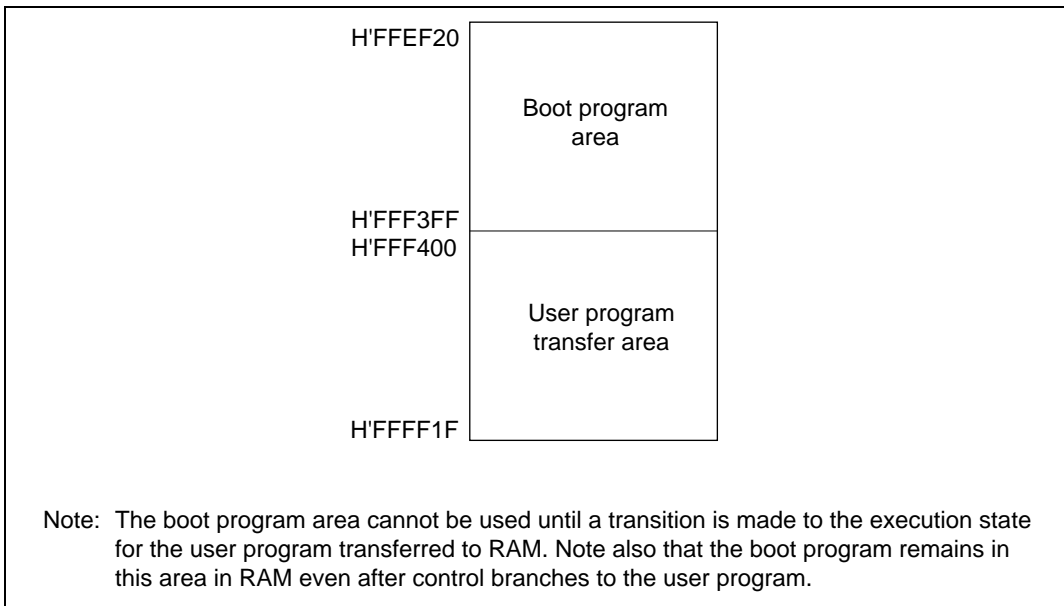 H'FFEF20
Boot program
area
H'FFF3FF
H'FFF400
User program
transfer area
H'FFFF1F
Note: The boot program area cannot be used until a transition is made to the execution state
for the user program transferred to RAM. Note also that the boot program remains in
this area in RAM even after control branches to the user program.